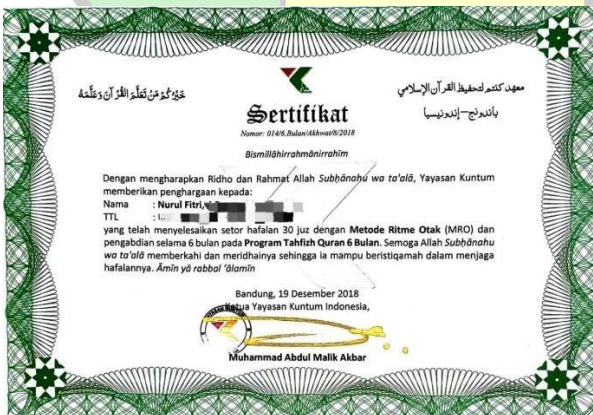 خَيْرُكُمْ مَنْ تَعَلَّمَ الْقُرْآنَ وَعَلَّمَهُ
معهد كنتم لتحفيظ القرآن الإسلامي
باندونج-إندونيسيا
Sertifikat
Nomor: 014/6.Bulan/Akhwat/8/2018
Bismillāhirrahmānirrahīm
Dengan mengharapkan Ridho dan Rahmat Allah Subḥānahu wa ta'alā, Yayasan Kuntum
memberikan penghargaan kepada:
Nama : Nurul Fitri,
TTL :
yang telah menyelesaikan setor hafalan 30 juz dengan Metode Ritme Otak (MRO) dan
pengabdian selama 6 bulan pada Program Tahfizh Quran 6 Bulan. Semoga Allah Subḥānahu
wa ta'alā memberkahi dan meridhainya sehingga ia mampu beristiqamah dalam menjaga
hafalannya. Āmīn yā rabbal 'ālamīn
Bandung, 19 Desember 2018
Ketua Yayasan Kuntum Indonesia,
Muhammad Abdul Malik Akbar